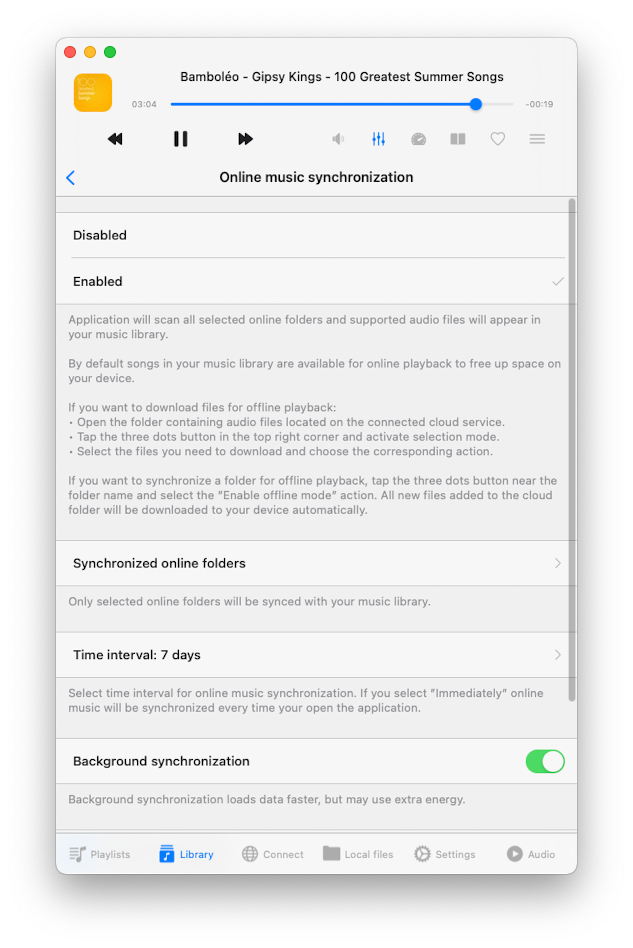 Bamboléo - Gipsy Kings - 100 Greatest Summer Songs
03:04
-00:19
Online music synchronization
Disabled
Enabled
Application will scan all selected online folders and supported audio files will appear in
your music library.
By default songs in your music library are available for online playback to free up space on
your device.
If you want to download files for offline playback:
• Open the folder containing audio files located on the connected cloud service.
• Tap the three dots button in the top right corner and activate selection mode.
• Select the files you need to download and choose the corresponding action.
If you want to synchronize a folder for offline playback, tap the three dots button near the
folder name and select the “Enable offline mode” action. All new files added to the cloud
folder will be downloaded to your device automatically.
Synchronized online folders
Only selected online folders will be synced with your music library.
Time interval: 7 days
Select time interval for online music synchronization. If you select “Immediately” online
music will be synchronized every time your open the application.
Background synchronization
Background synchronization loads data faster, but may use extra energy.
Playlists
Library
Connect
Local files
Settings
Audio